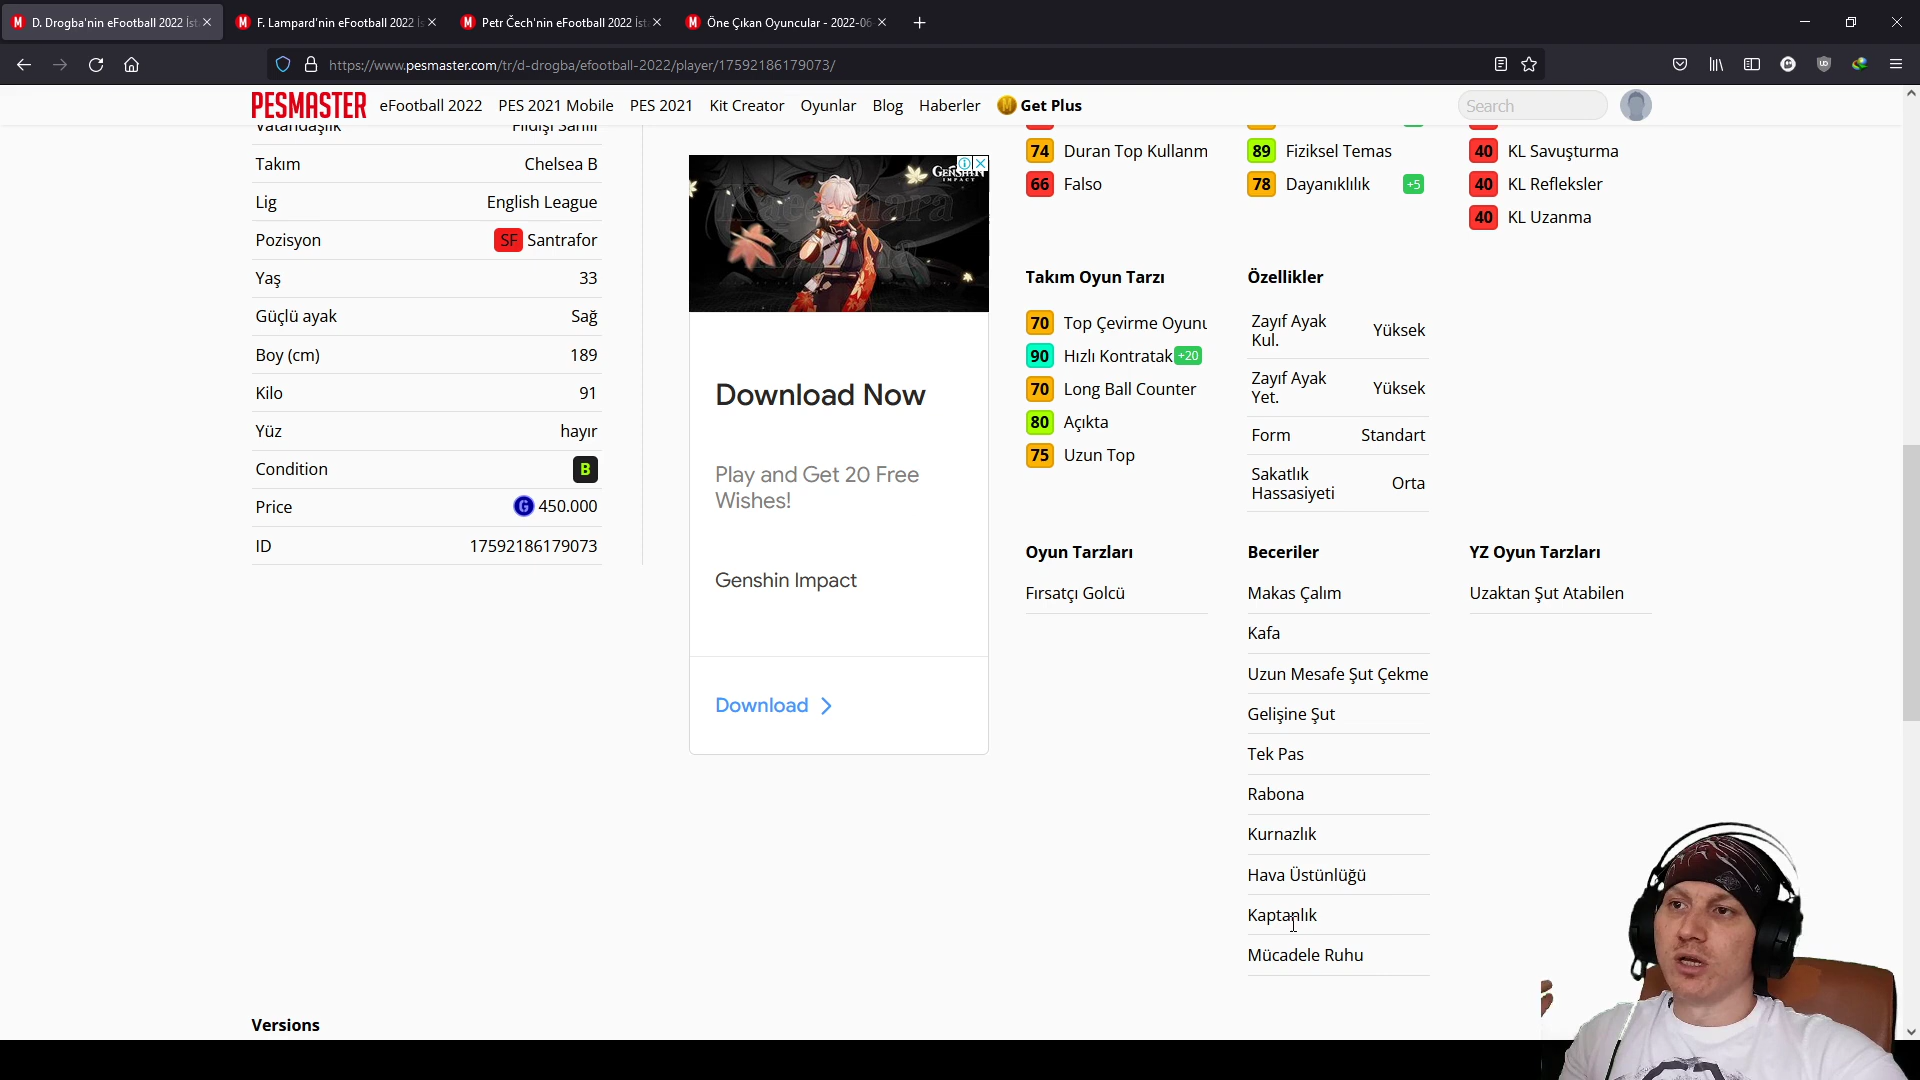 D. Drogba'nin eFootball 2022 İst
F. Lampard'nin eFootball 2022 İs
Petr Čech'nin eFootball 2022 İst
Öne Çıkan Oyuncular - 2022-06
https://www.pesmaster.com/tr/d-drogba/efootball-2022/player/17592186179073/
PESMASTER eFootball 2022 PES 2021 Mobile PES 2021 Kit Creator Oyunlar Blog Haberler Get Plus Search
Vatandaşlık Fildişi Sahili
Takım Chelsea B
Lig English League
Pozisyon SF Santrafor
Yaş 33
Güçlü ayak Sağ
Boy (cm) 189
Kilo 91
Yüz hayır
Condition B
Price G 450.000
ID 17592186179073
GENSHIN
IMPACT
Download Now
Play and Get 20 Free
Wishes!
Genshin Impact
Download
74 Duran Top Kullanm
66 Falso
89 Fiziksel Temas
78 Dayanıklılık +5
40 KL Savuşturma
40 KL Refleksler
40 KL Uzanma
Takım Oyun Tarzı
70 Top Çevirme Oyunu
90 Hızlı Kontratak +20
70 Long Ball Counter
80 Açıkta
75 Uzun Top
Özellikler
Zayıf Ayak
Kul. Yüksek
Zayıf Ayak
Yet. Yüksek
Form Standart
Sakatlık
Hassasiyeti Orta
Oyun Tarzları
Fırsatçı Golcü
Beceriler
Makas Çalım
Kafa
Uzun Mesafe Şut Çekme
Gelişine Şut
Tek Pas
Rabona
Kurnazlık
Hava Üstünlüğü
Kaptanlık
Mücadele Ruhu
YZ Oyun Tarzları
Uzaktan Şut Atabilen
Versions